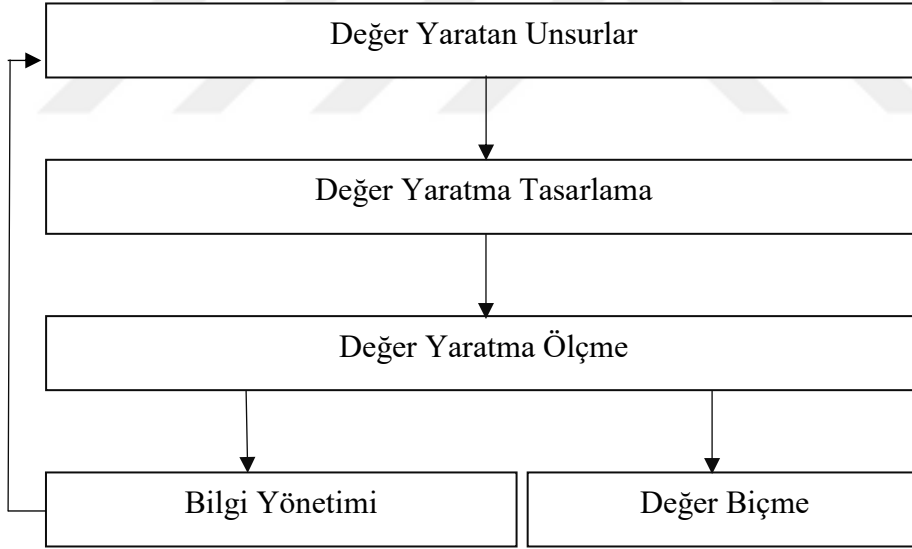 Değer Yaratan Unsurlar
Değer Yaratma Tasarlama
Değer Yaratma Ölçme
Bilgi Yönetimi
Değer Biçme